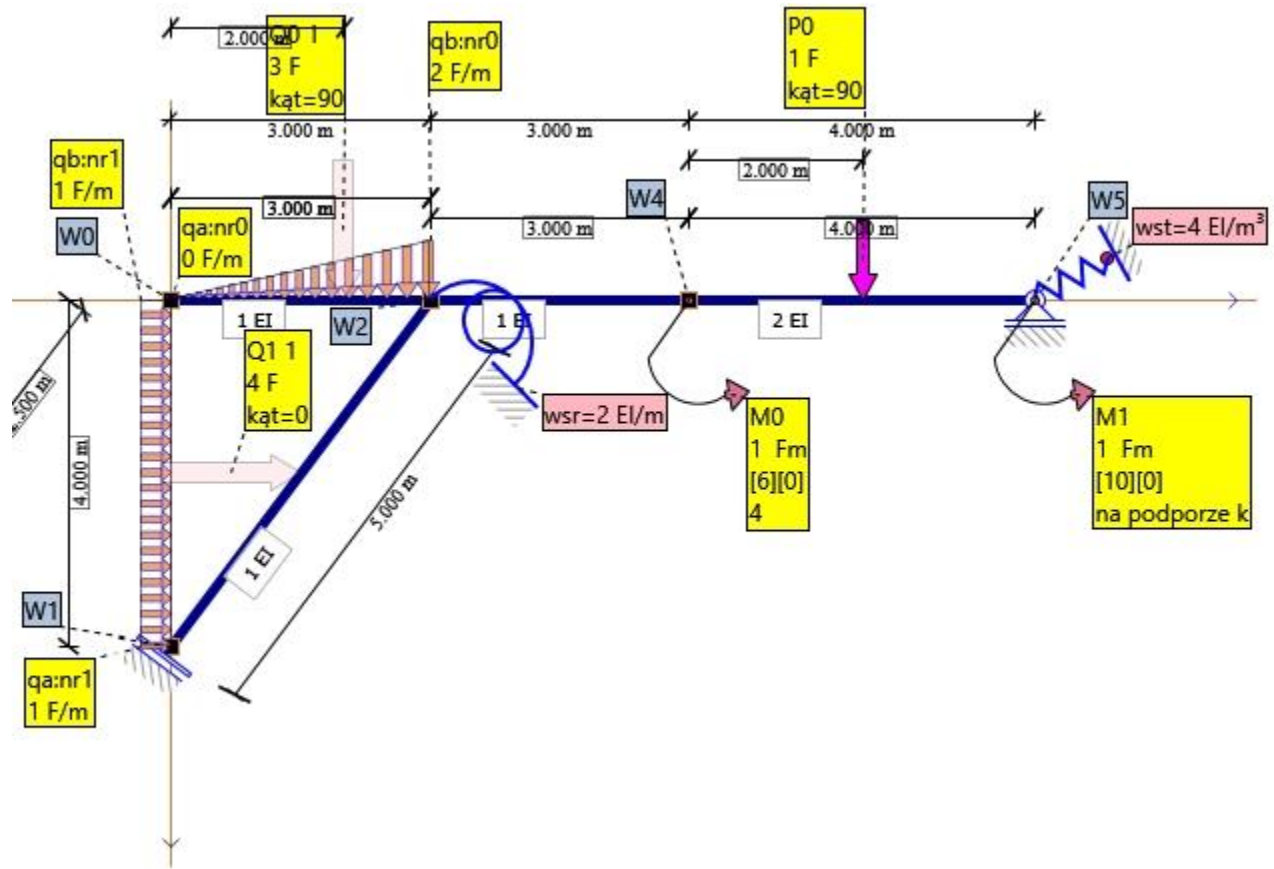 2.000
Q0 1
3 F
kąt=90
qb:nr0
2 F/m
P0
1 F
kąt=90
3.000 m
3.000 m
4.000 m
qb:nr1
1 F/m
2.000 m
W0
qa:nr0
0 F/m
3.000 m
W4
W5
3.000 m
4.000 m
wst=4 EI/m³
1 EI
W2
1 EI
2 EI
Q1 1
4 F
kąt=0
500 m
wsr=2 EI/m
M0
1 Fm
[6][0]
4
M1
1 Fm
[10][0]
na podporze k
4.000 m
5.000 m
1 EI
W1
qa:nr1
1 F/m